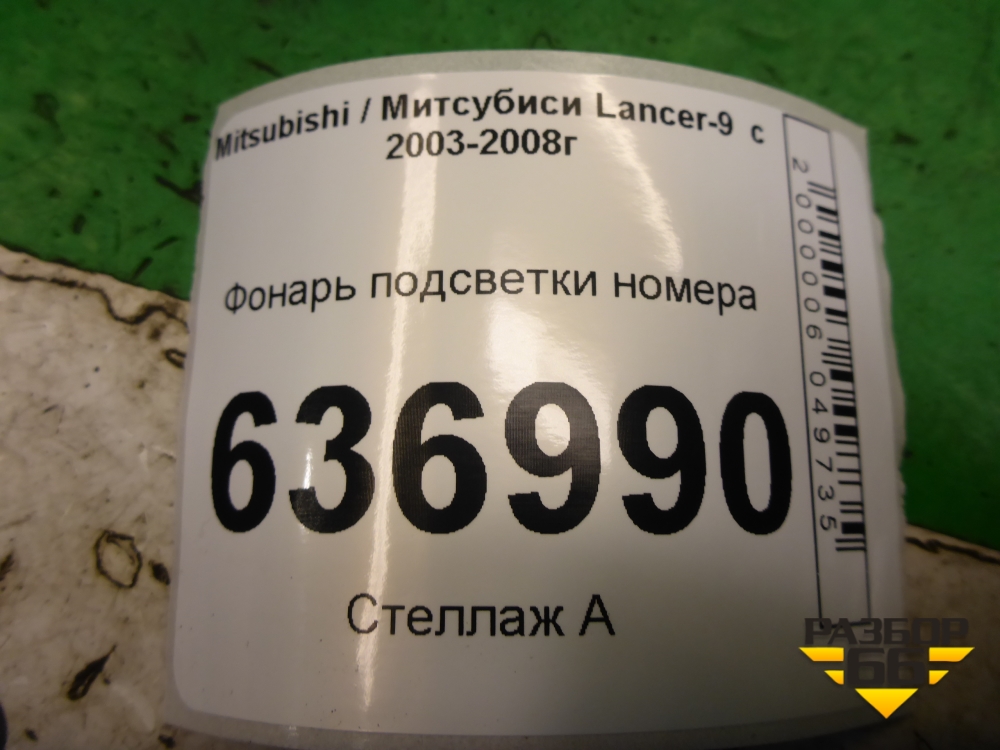 Mitsubishi / Митсубиси Lancer-9 с
2003-2008г
Фонарь подсветки номера
636990
Стеллаж А
2000006049735
РАЗБОР
66